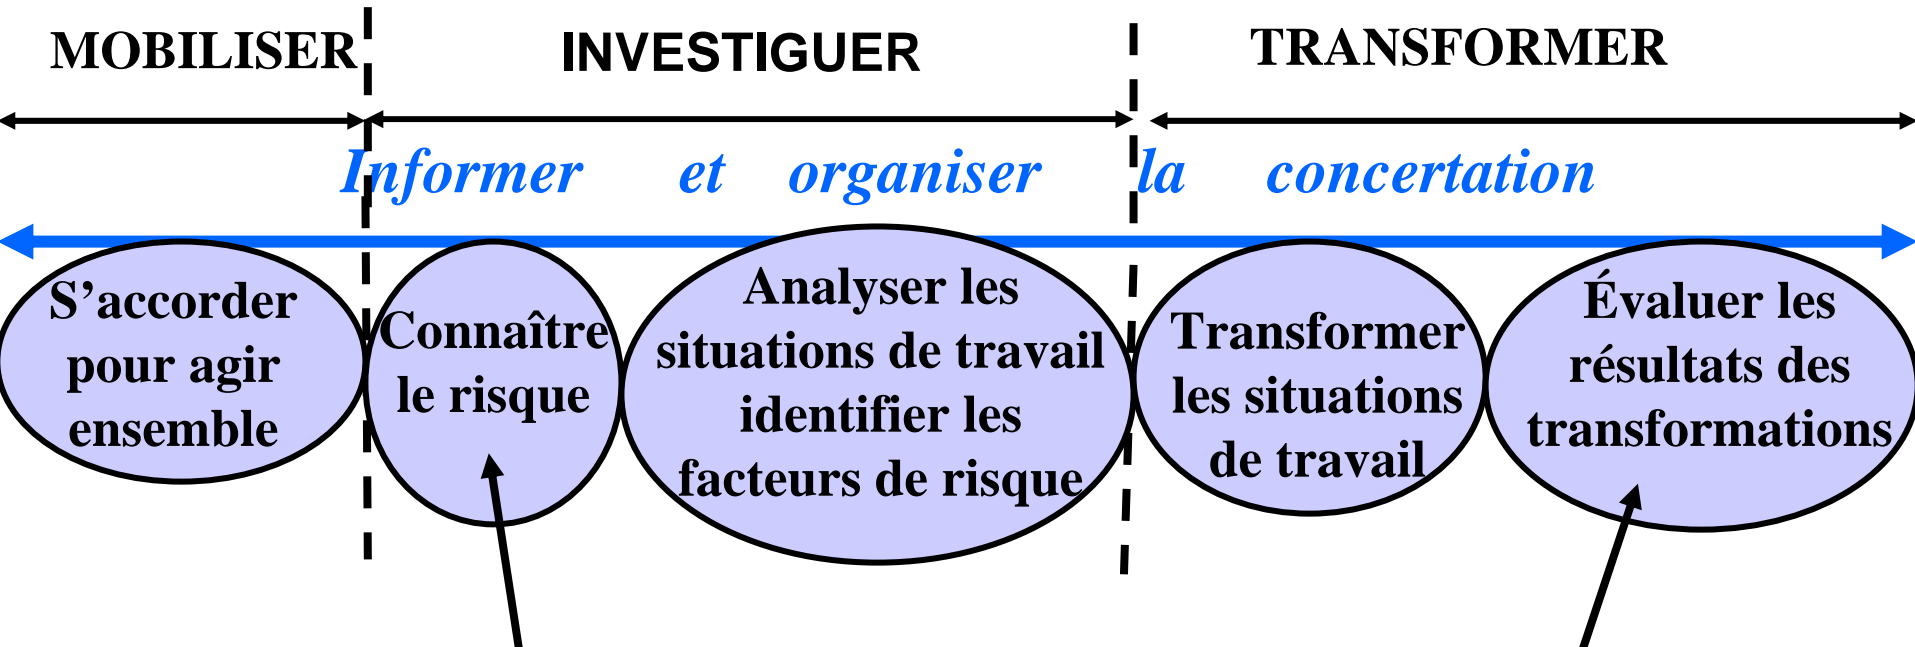 MOBILISER
INVESTIGUER
TRANSFORMER
Informer et organiser la concertation
S’accorder
pour agir
ensemble
Connaître
le risque
Analyser les
situations de travail
identifier les
facteurs de risque
Transformer
les situations
de travail
Évaluer les
résultats des
transformations